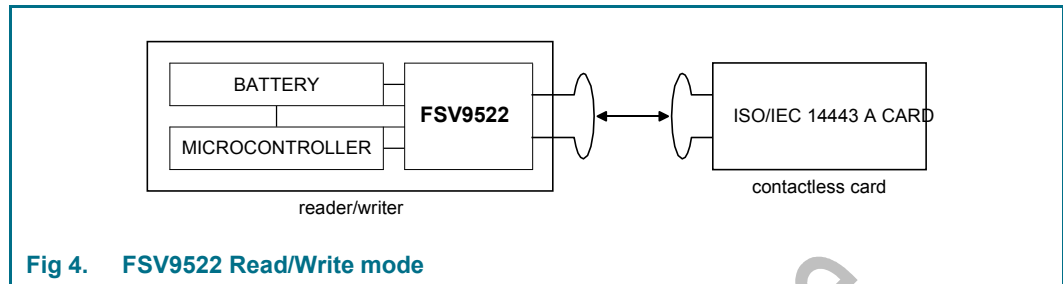 BATTERY
FSV9522
MICROCONTROLLER
reader/writer
ISO/IEC 14443 A CARD
contactless card
Fig 4. FSV9522 Read/Write mode